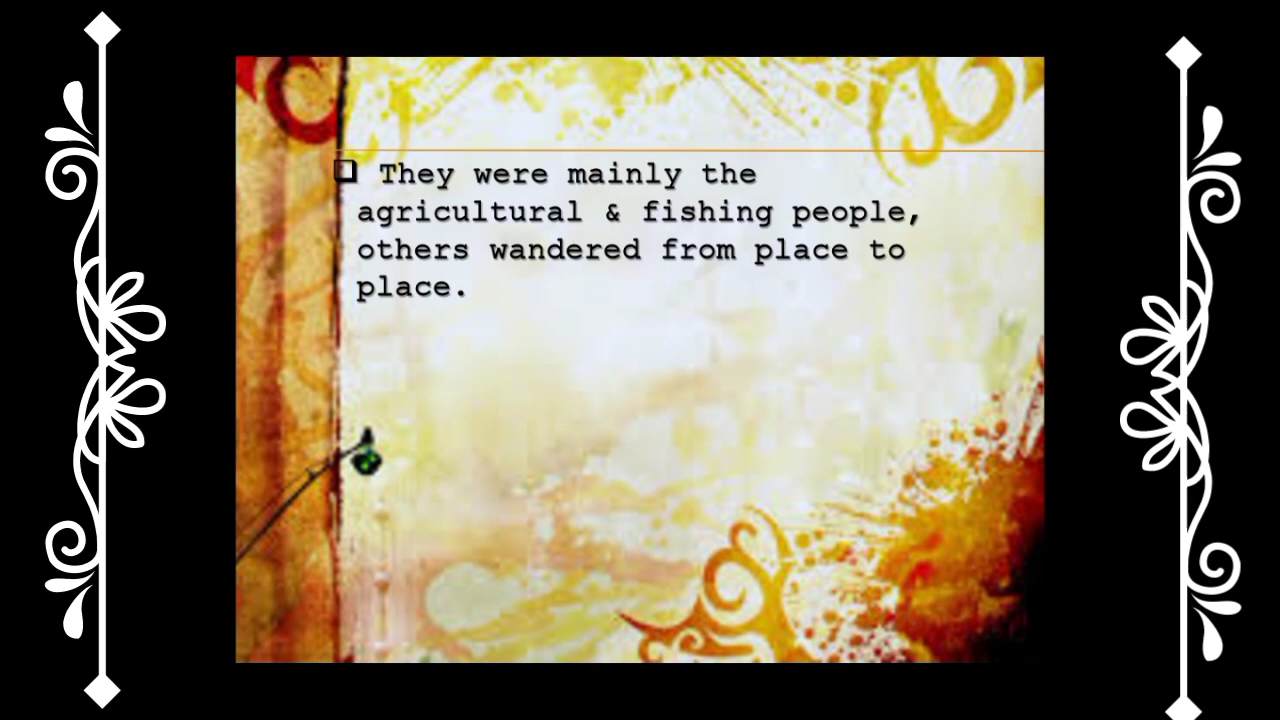 ❑ They were mainly the
agricultural & fishing people,
others wandered from place to
place.